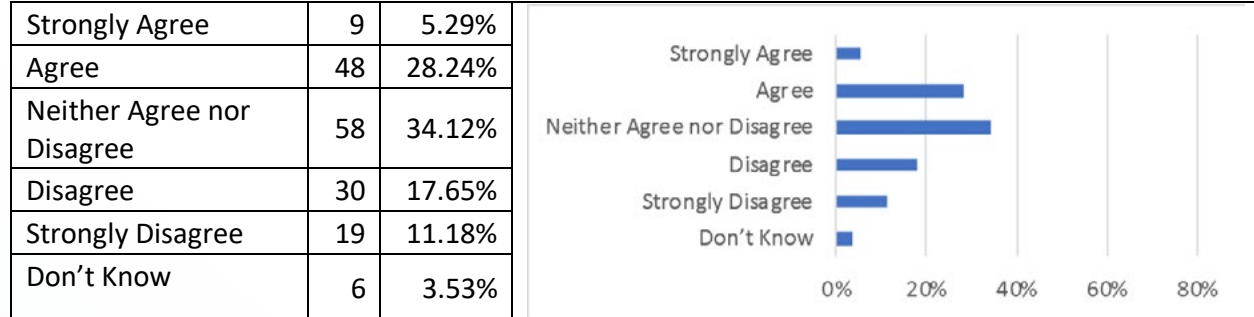 Strongly Agree 9 5.29%
Agree 48 28.24%
Neither Agree nor
Disagree 58 34.12%
Disagree 30 17.65%
Strongly Disagree 19 11.18%
Don’t Know 6 3.53%
Strongly Agree
Agree
Neither Agree nor Disagree
Disagree
Strongly Disagree
Don’t Know
0% 20% 40% 60% 80%